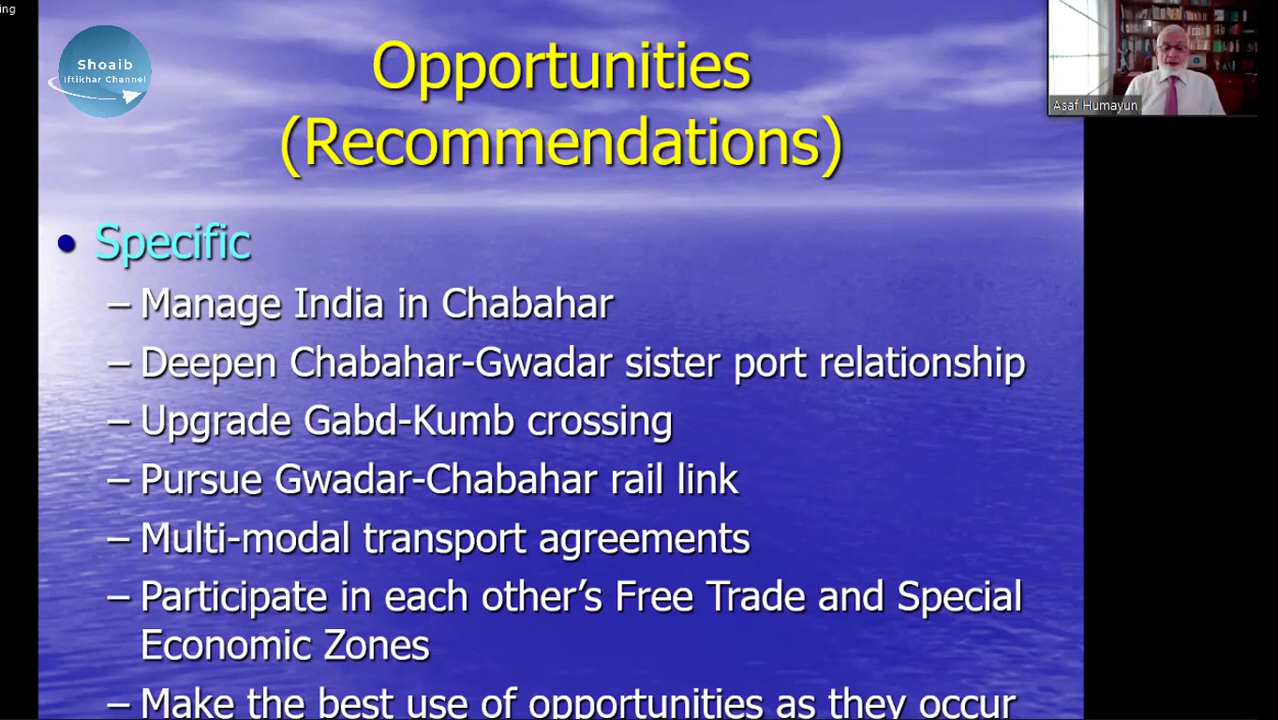 ing
Shoaib
Iftikhar Channel
Opportunities
(Recommendations)
Asaf Humayun
• Specific
– Manage India in Chabahar
– Deepen Chabahar-Gwadar sister port relationship
– Upgrade Gabd-Kumb crossing
– Pursue Gwadar-Chabahar rail link
– Multi-modal transport agreements
– Participate in each other’s Free Trade and Special
Economic Zones
– Make the best use of opportunities as they occur